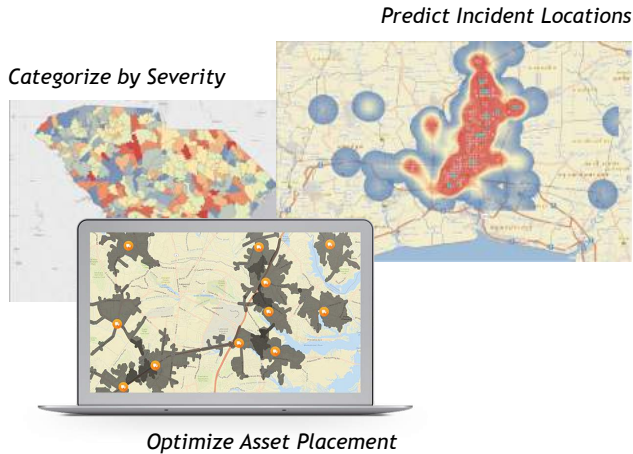 Predict Incident Locations
Categorize by Severity
Optimize Asset Placement